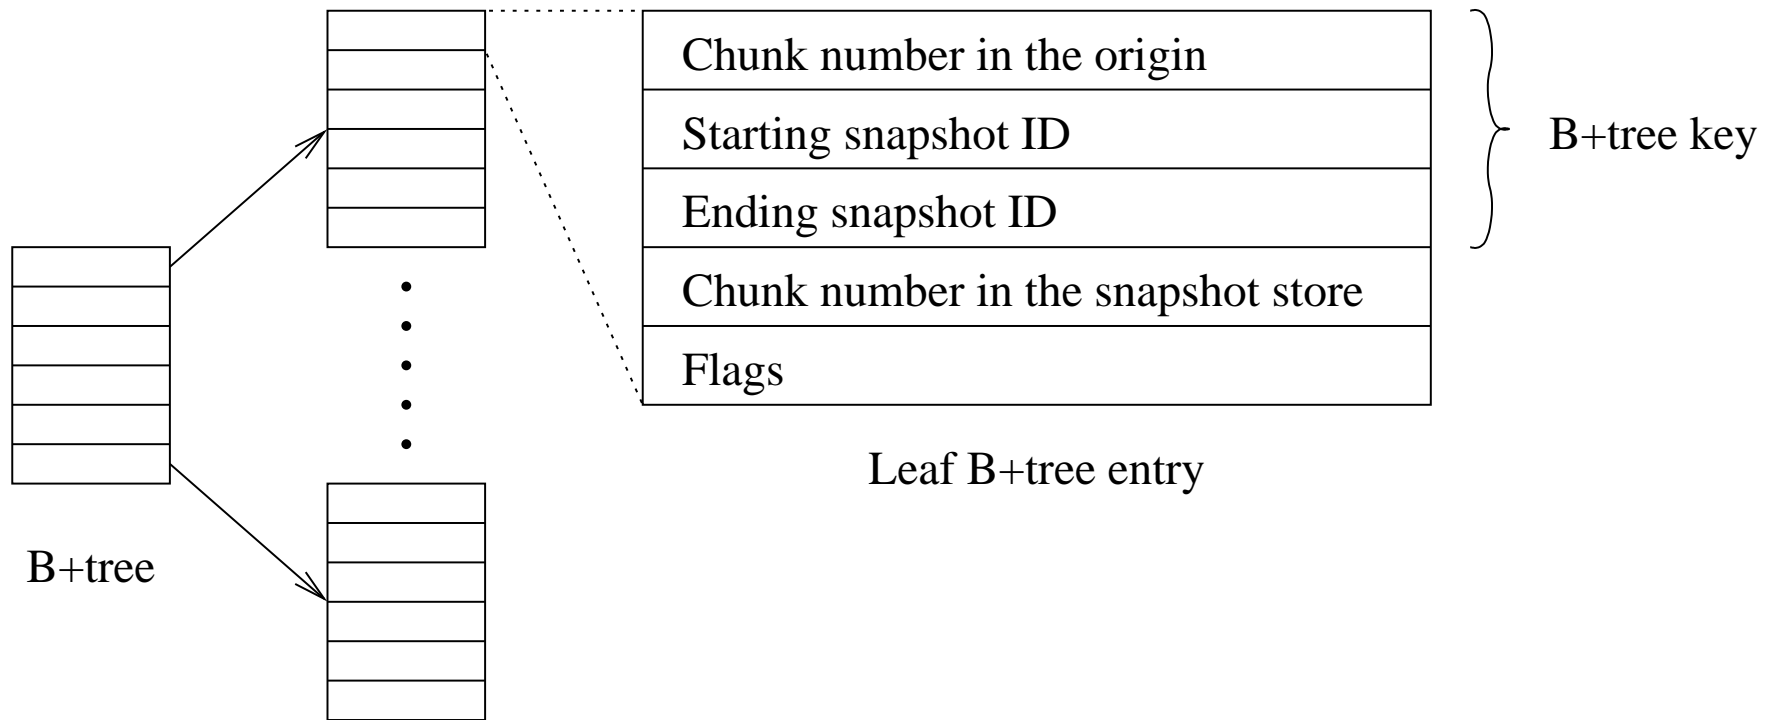 Chunk number in the origin
Starting snapshot ID
Ending snapshot ID
Chunk number in the snapshot store
Flags
B+tree key
Leaf B+tree entry
B+tree